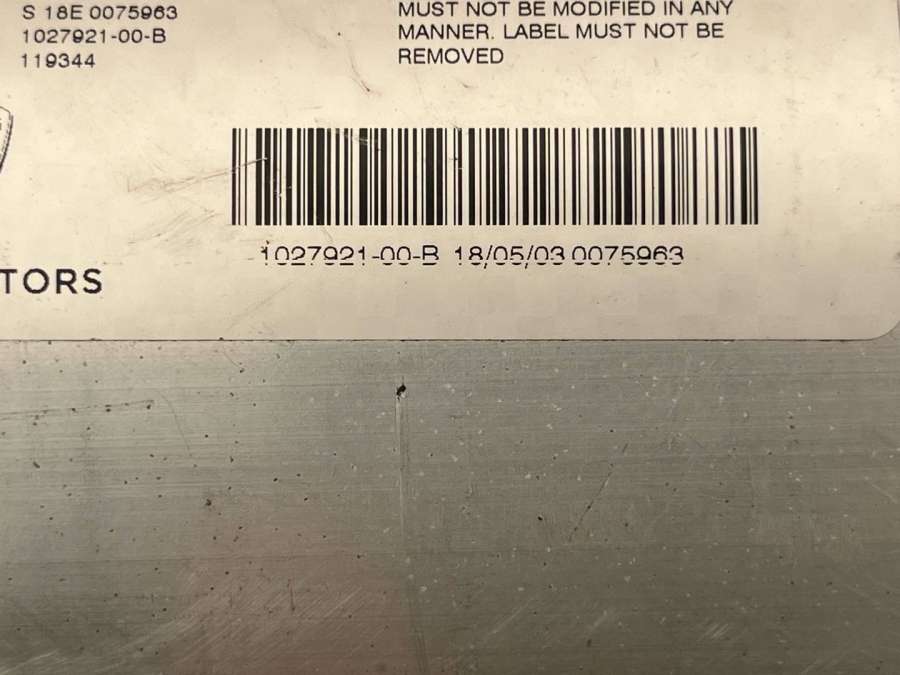 S 18E 0075963
1027921-00-B
119344
MUST NOT BE MODIFIED IN ANY
MANNER. LABEL MUST NOT BE
REMOVED
1027921-00-B 18/05/03 0075963
TORS